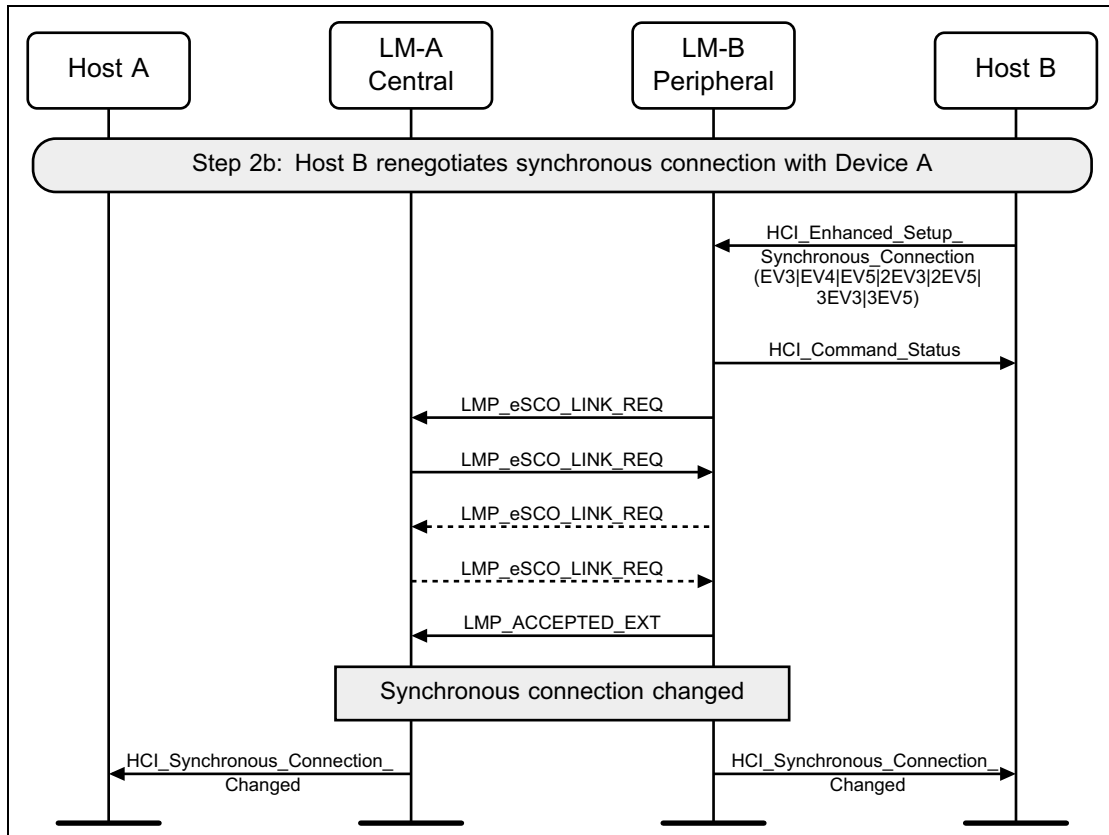 Host A
LM-A
Central
LM-B
Peripheral
Host B
Step 2b: Host B renegotiates synchronous connection with Device A
HCI_Enhanced_Setup_
Synchronous_Connection
(EV3|EV4|EV5|2EV3|2EV5|
3EV3|3EV5)
HCI_Command_Status
LMP_eSCO_LINK_REQ
LMP_eSCO_LINK_REQ
LMP_eSCO_LINK_REQ
LMP_eSCO_LINK_REQ
LMP_ACCEPTED_EXT
Synchronous connection changed
HCI_Synchronous_Connection_
Changed
HCI_Synchronous_Connection_
Changed